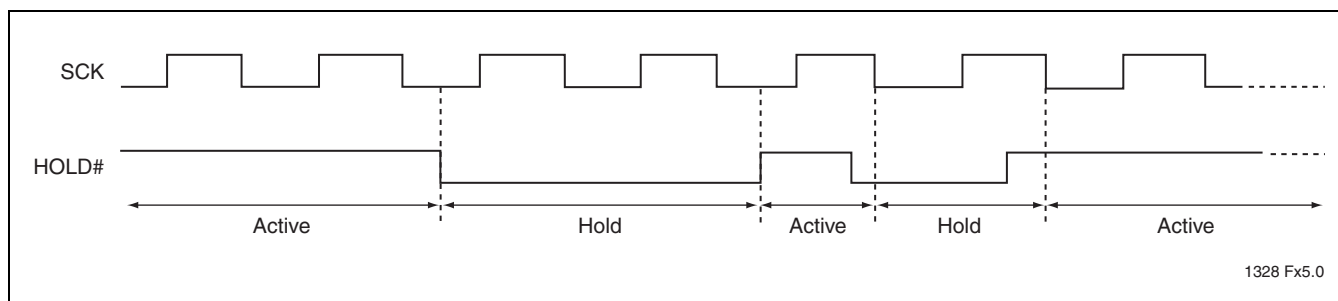 SCK
HOLD#
Active
Hold
Active
Hold
Active
1328 Fx5.0